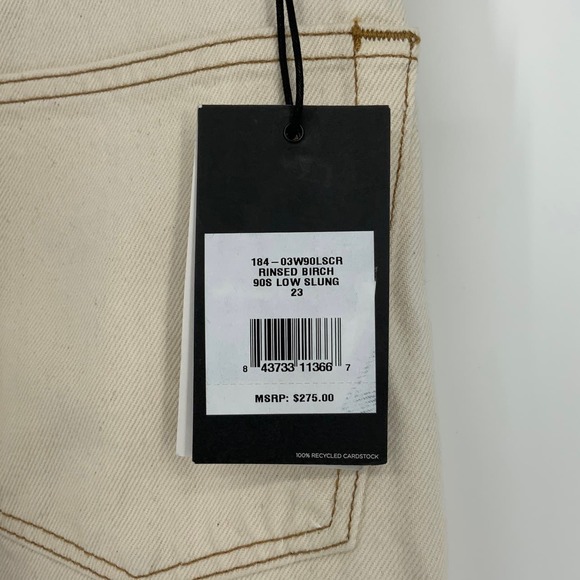 184-03W90LSCR
RINSED BIRCH
90S LOW SLUNG
23
8 43733 11366 7
MSRP: $275.00
100% RECYCLED CARDSTOCK